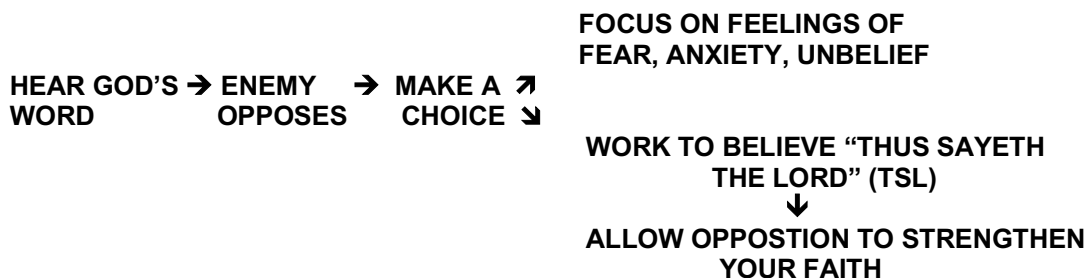 FOCUS ON FEELINGS OF
FEAR, ANXIETY, UNBELIEF
HEAR GOD'S → ENEMY → MAKE A ↗
WORD OPPOSES CHOICE ↘
WORK TO BELIEVE “THUS SAYETH
THE LORD” (TSL)
↓
ALLOW OPPOSTION TO STRENGTHEN
YOUR FAITH